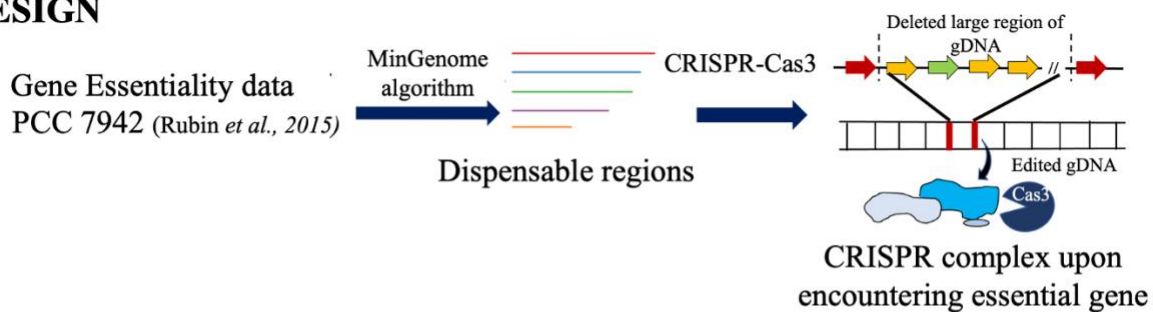 ESIGN
Gene Essentiality data
PCC 7942 (Rubin et al., 2015)
MinGenome
algorithm
Dispensable regions
CRISPR-Cas3
Deleted large region of
gDNA
//
Edited gDNA
Cas3
CRISPR complex upon
encountering essential gene